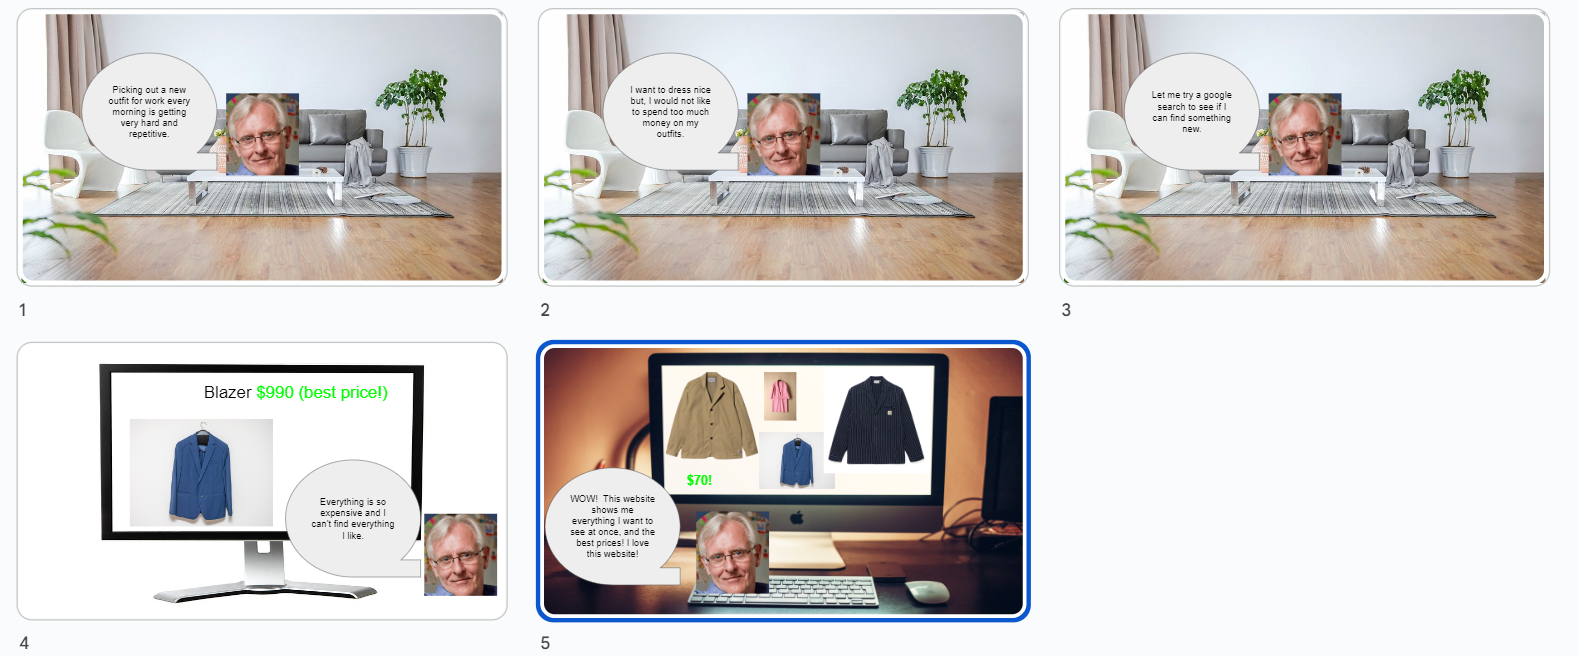 Picking out a new
outfit for work every
morning is getting
very hard and
repetitive.
I want to dress nice
but, I would not like
to spend too much
money on my
outfits.
Let me try a google
search to see if I
can find something
new.
1
2
3
Blazer $990 (best price!)
Everything is so
expensive and I
can't find everything
I like.
$70!
WOW!  This website
shows me
everything I want to
see at once, and the
best prices! I love
this website!
4
5